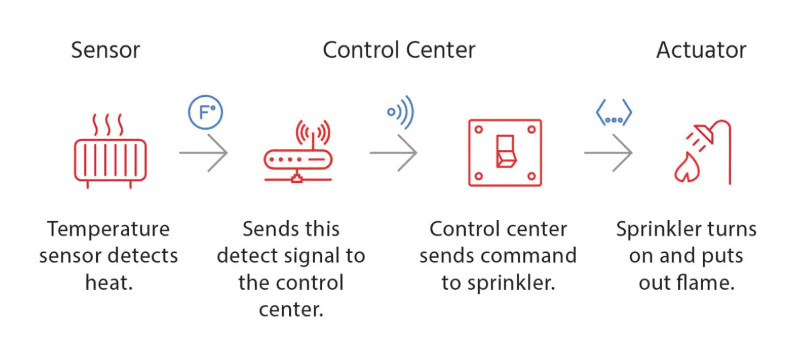 Sensor
Control Center
Actuator
F°
Temperature
sensor detects
heat.
Sends this
detect signal to
the control
center.
Control center
sends command
to sprinkler.
Sprinkler turns
on and puts
out flame.